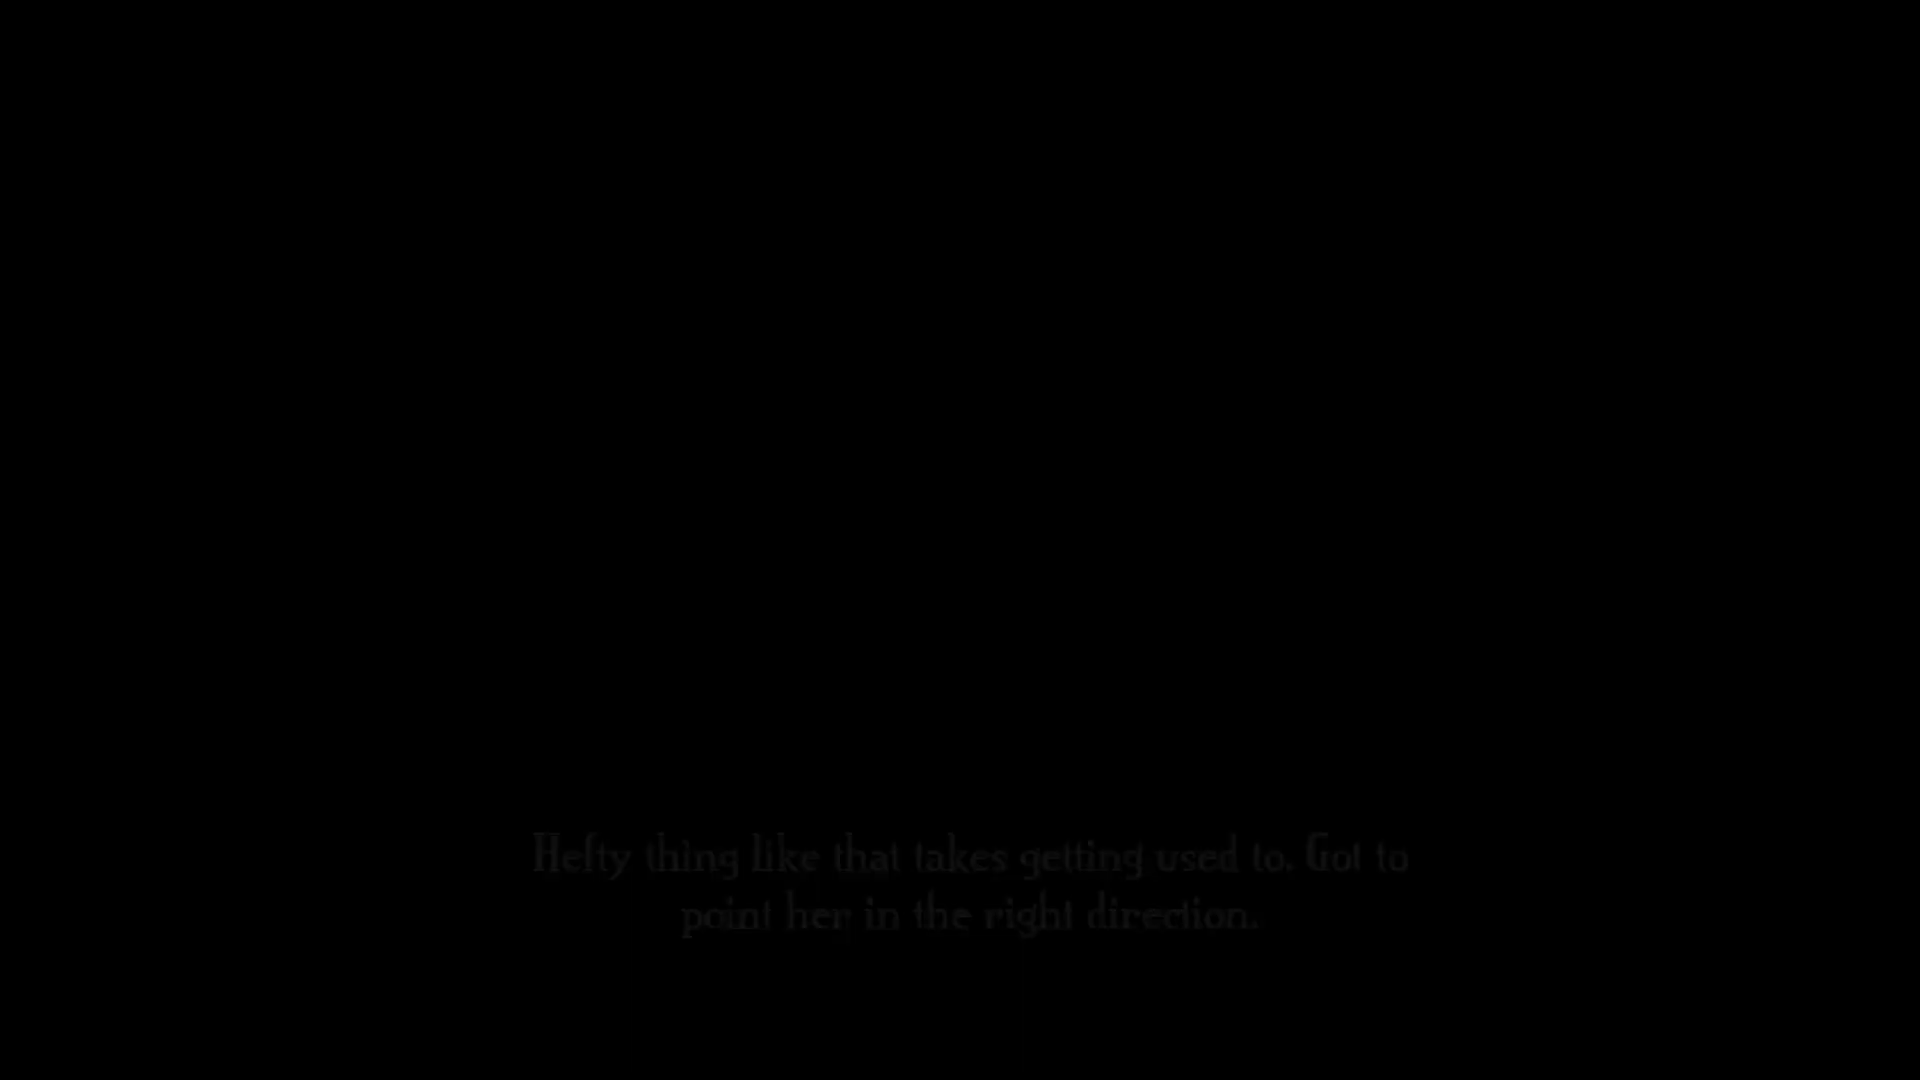 Hefty thing like that takes getting used to. Got to
point her in the right direction.